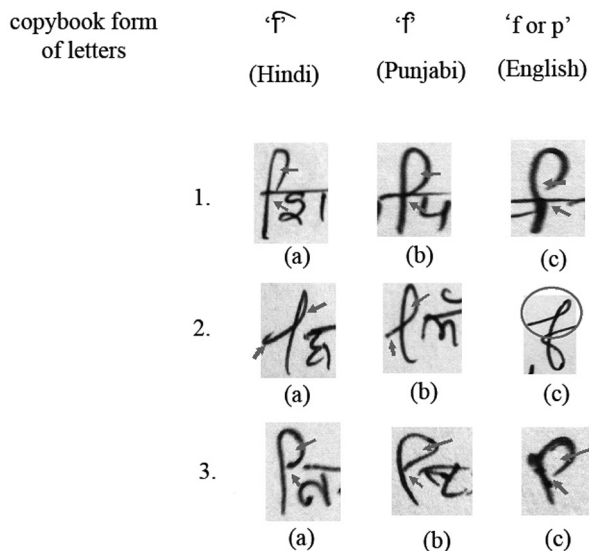 copybook form of letters
‘ि’ ‘ਿ’ ‘f or p’
(Hindi) (Punjabi) (English)
1.
(a) (b) (c)
2.
(a) (b) (c)
3.
(a) (b) (c)